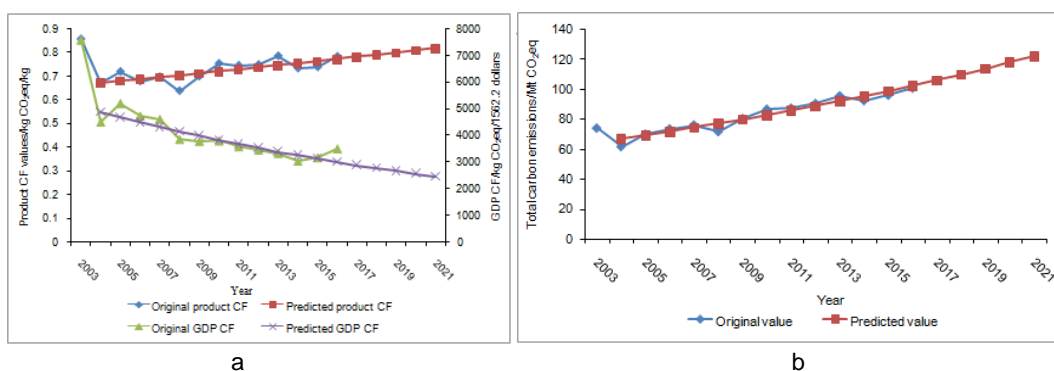 0.9
0.8
0.7
0.6
0.5
0.4
0.3
0.2
0.1
0
Product CF values/kg CO2eq/kg
8000
7000
6000
5000
4000
3000
2000
1000
0
GDP CF/kg CO2eq/1562.2 dollars
2003 2005 2007 2009 2011 2013 2015 2017 2019 2021
Year
Original product CF Predicted product CF
Original GDP CF Predicted GDP CF
a
140
120
100
80
60
40
20
0
Total carbon emissions/Mt CO2eq
2003 2005 2007 2009 2011 2013 2015 2017 2019 2021
Year
Original value Predicted value
b